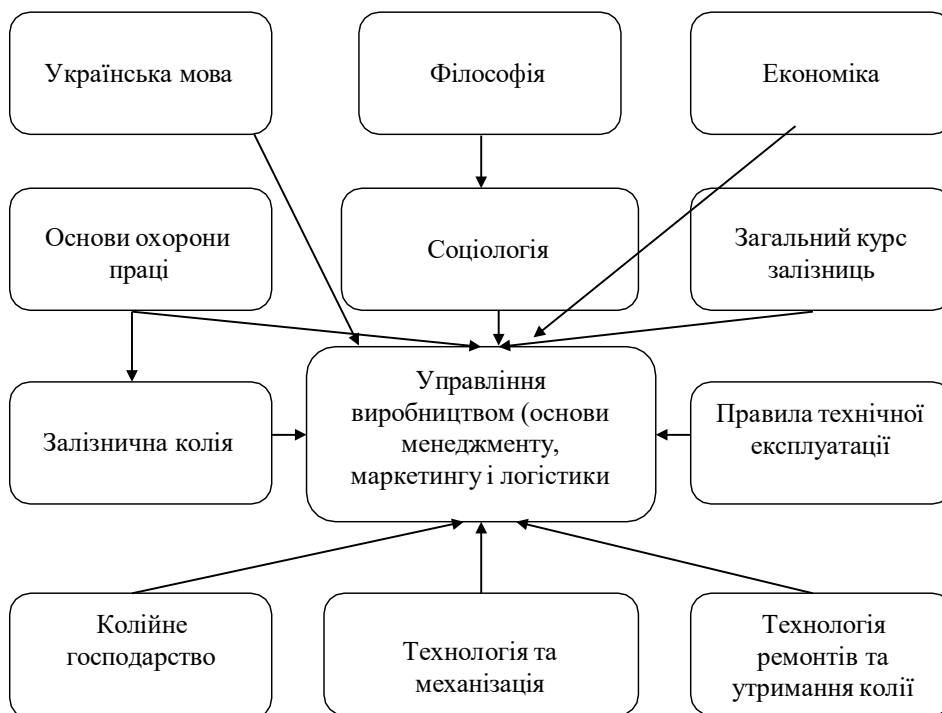 Українська мова
Філософія
Економіка
Основи охорони
праці
Соціологія
Загальний курс
залізниць
Залізнична колія
Управління
виробництвом (основи
менеджменту,
маркетингу і логістики
Правила технічної
експлуатації
Колійне
господарство
Технологія та
механізація
Технологія
ремонтів та
утримання колії